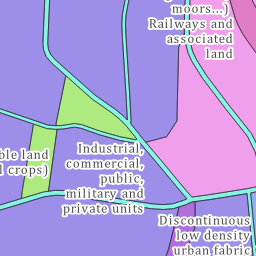 moors...)
Railways and
associated
land
ble land
l crops)
Industrial,
commercial,
public,
military and
private units
Discontinuous
low density
urban fabric